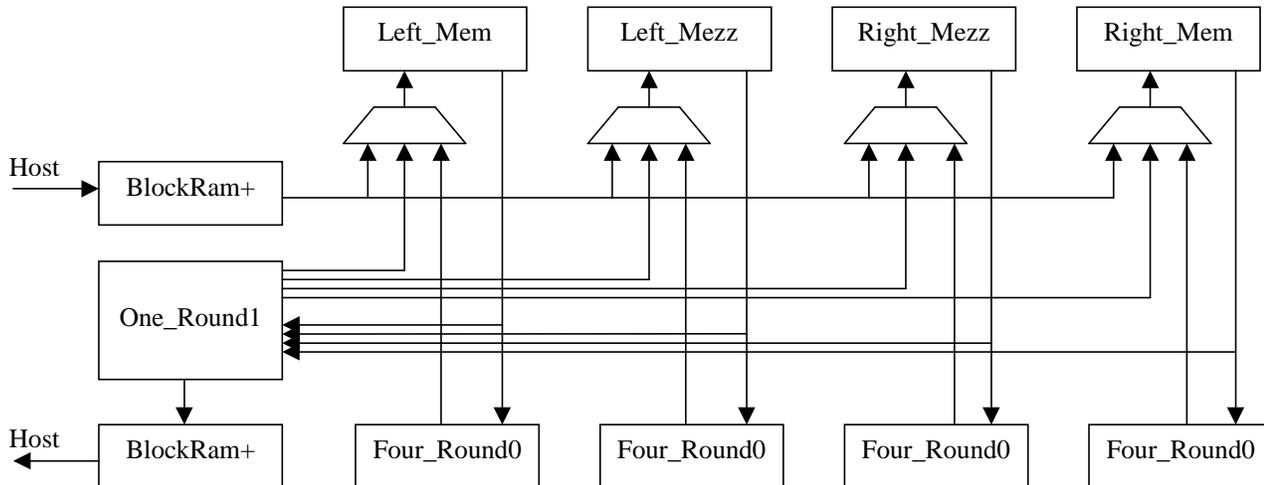 Left_Mem
Left_Mezz
Right_Mezz
Right_Mem
Host
BlockRam+
One_Round1
Host
BlockRam+
Four_Round0
Four_Round0
Four_Round0
Four_Round0